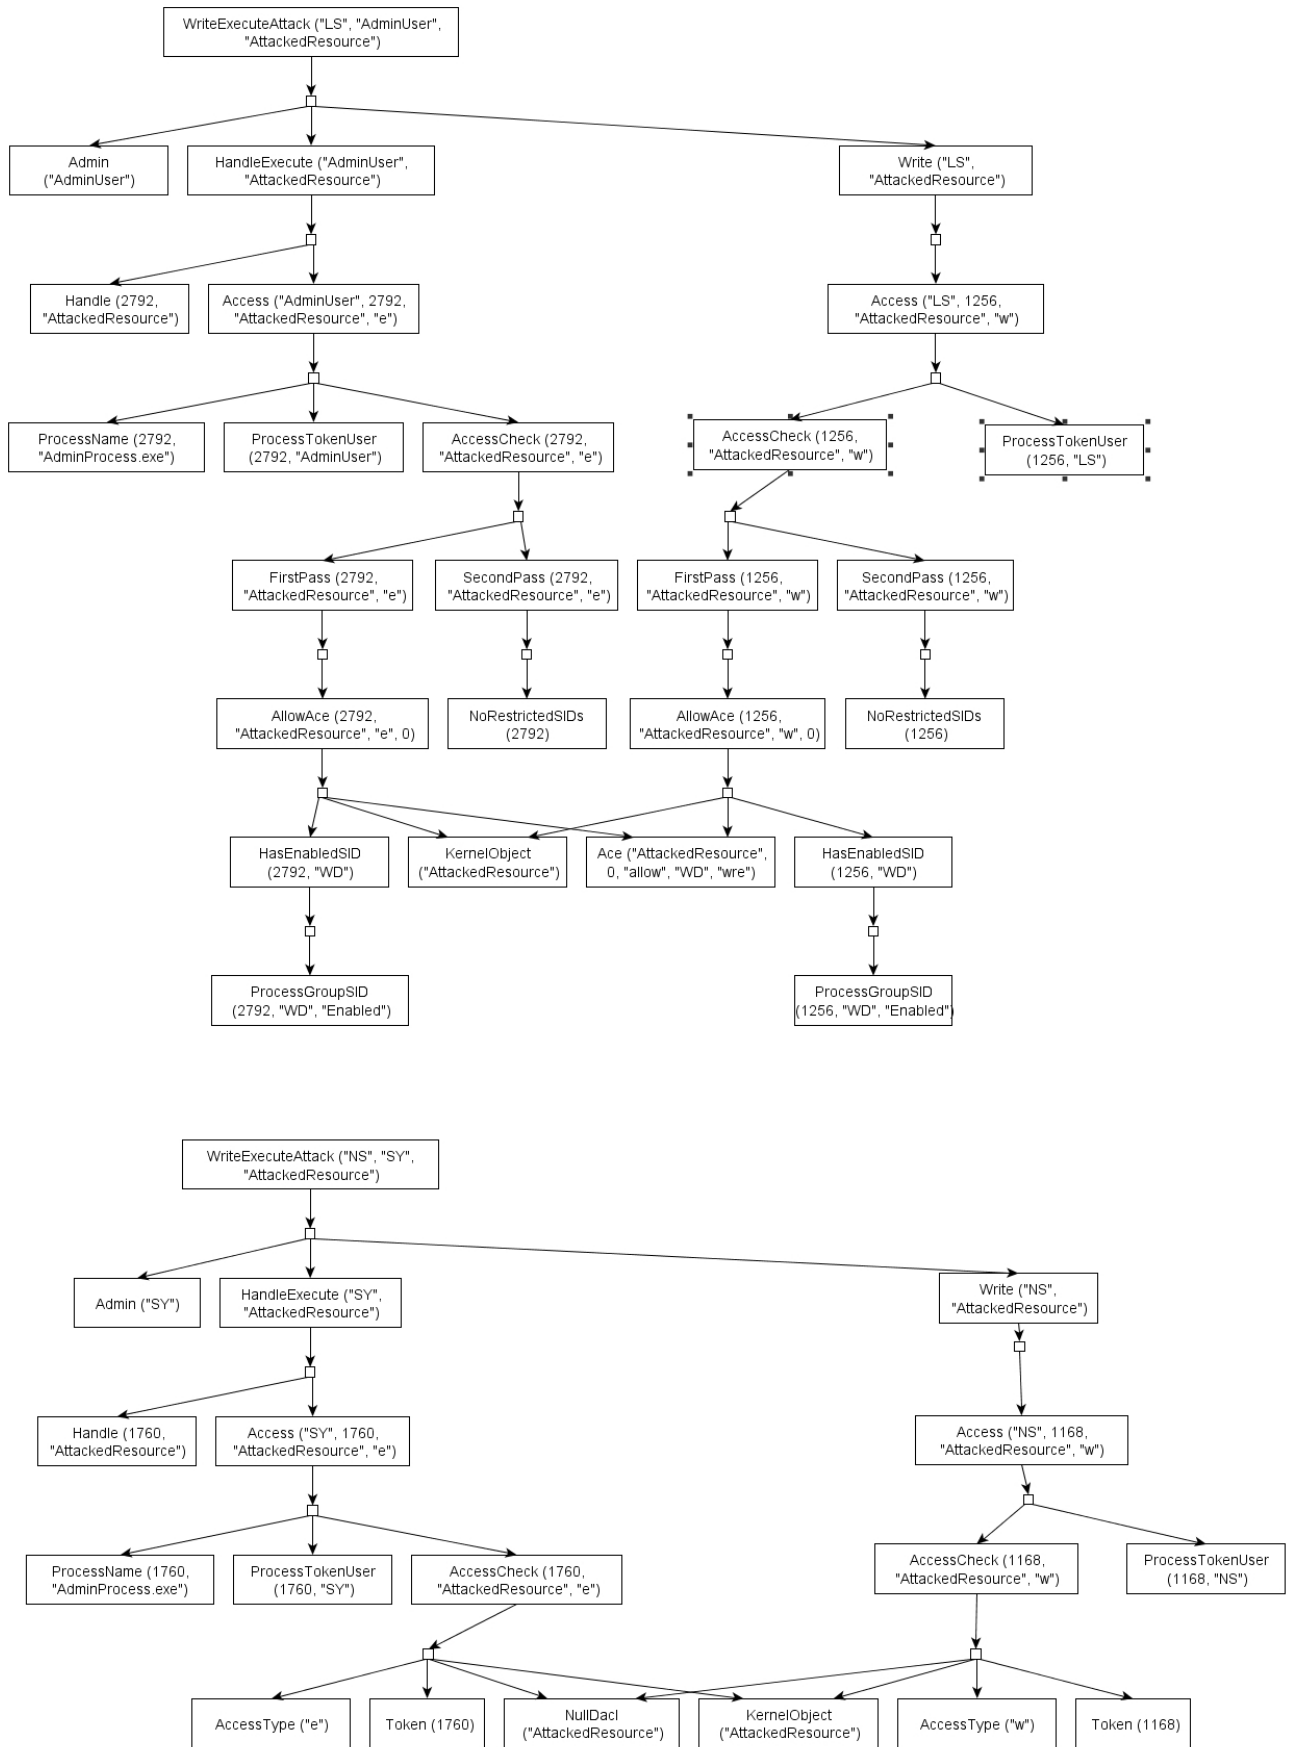 WriteExecuteAttack ("LS", "AdminUser",
"AttackedResource")
Admin
("AdminUser")
HandleExecute ("AdminUser",
"AttackedResource")
Write ("LS",
"AttackedResource")
Handle (2792,
"AttackedResource")
Access ("AdminUser", 2792,
"AttackedResource", "e")
Access ("LS", 1256,
"AttackedResource", "w")
ProcessName (2792,
"AdminProcess.exe")
ProcessTokenUser
(2792, "AdminUser")
AccessCheck (2792,
"AttackedResource", "e")
AccessCheck (1256,
"AttackedResource", "w")
ProcessTokenUser
(1256, "LS")
FirstPass (2792,
"AttackedResource", "e")
SecondPass (2792,
"AttackedResource", "e")
FirstPass (1256,
"AttackedResource", "w")
SecondPass (1256,
"AttackedResource", "w")
AllowAce (2792,
"AttackedResource", "e", 0)
NoRestrictedSIDs
(2792)
AllowAce (1256,
"AttackedResource", "w", 0)
NoRestrictedSIDs
(1256)
HasEnabledSID
(2792, "WD")
KernelObject
("AttackedResource")
Ace ("AttackedResource",
0, "allow", "WD", "wre")
HasEnabledSID
(1256, "WD")
ProcessGroupSID
(2792, "WD", "Enabled")
ProcessGroupSID
(1256, "WD", "Enabled")
WriteExecuteAttack ("NS", "SY",
"AttackedResource")
Admin ("SY")
HandleExecute ("SY",
"AttackedResource")
Write ("NS",
"AttackedResource")
Handle (1760,
"AttackedResource")
Access ("SY", 1760,
"AttackedResource", "e")
Access ("NS", 1168,
"AttackedResource", "w")
ProcessName (1760,
"AdminProcess.exe")
ProcessTokenUser
(1760, "SY")
AccessCheck (1760,
"AttackedResource", "e")
AccessCheck (1168,
"AttackedResource", "w")
ProcessTokenUser
(1168, "NS")
AccessType ("e")
Token (1760)
NullDacl
("AttackedResource")
KernelObject
("AttackedResource")
AccessType ("w")
Token (1168)